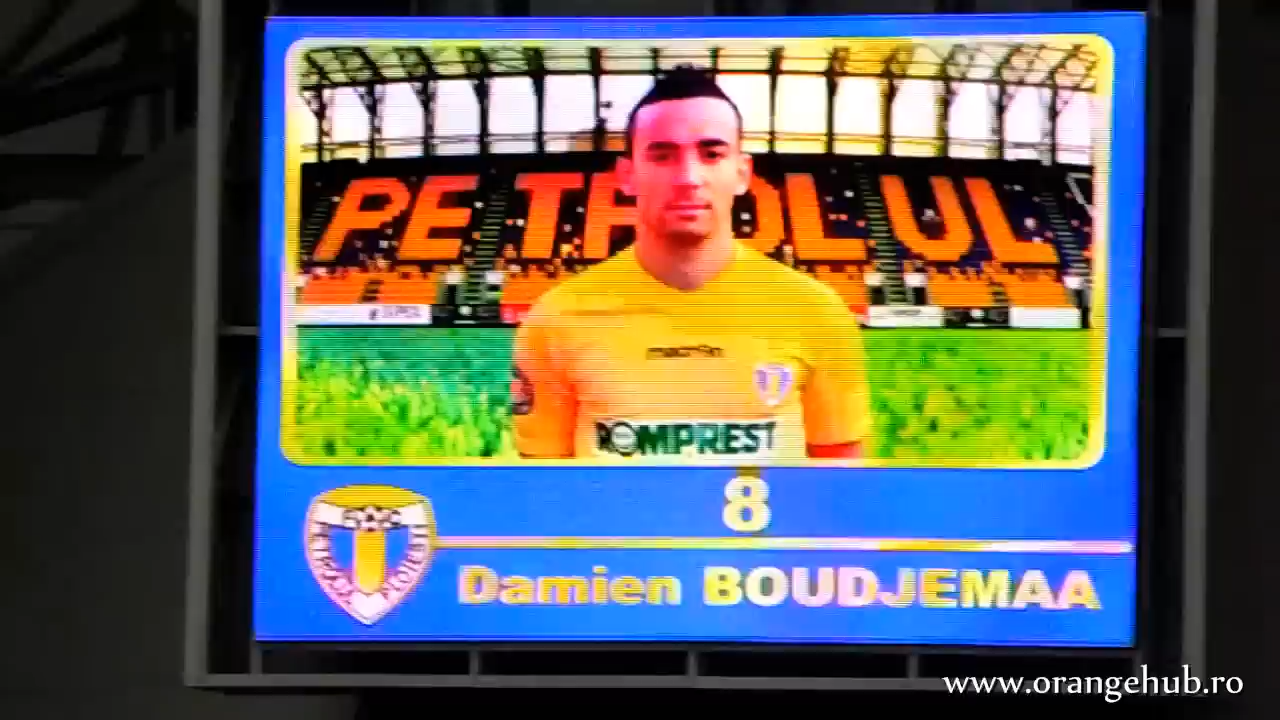 PETROLUL
macron
ROMPREST
8
Damien BOUDJEMAA
www.orangehub.ro